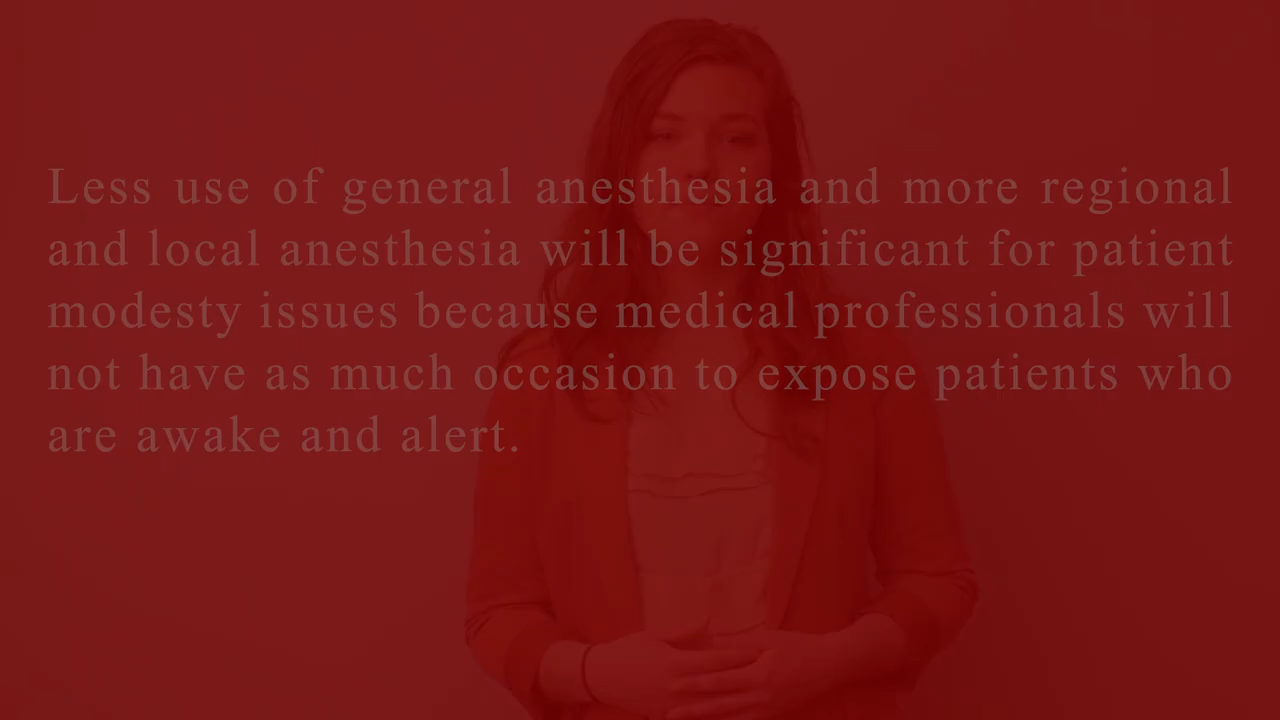 Less use of general anesthesia and more regional
and local anesthesia will be significant for patient
modesty issues because medical professionals will
not have as much occasion to expose patients who
are awake and alert.